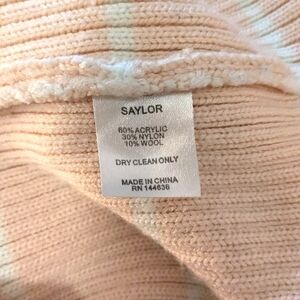 SAYLOR
60% ACRYLIC
30% NYLON
10% WOOL
DRY CLEAN ONLY
MADE IN CHINA
RN 144636